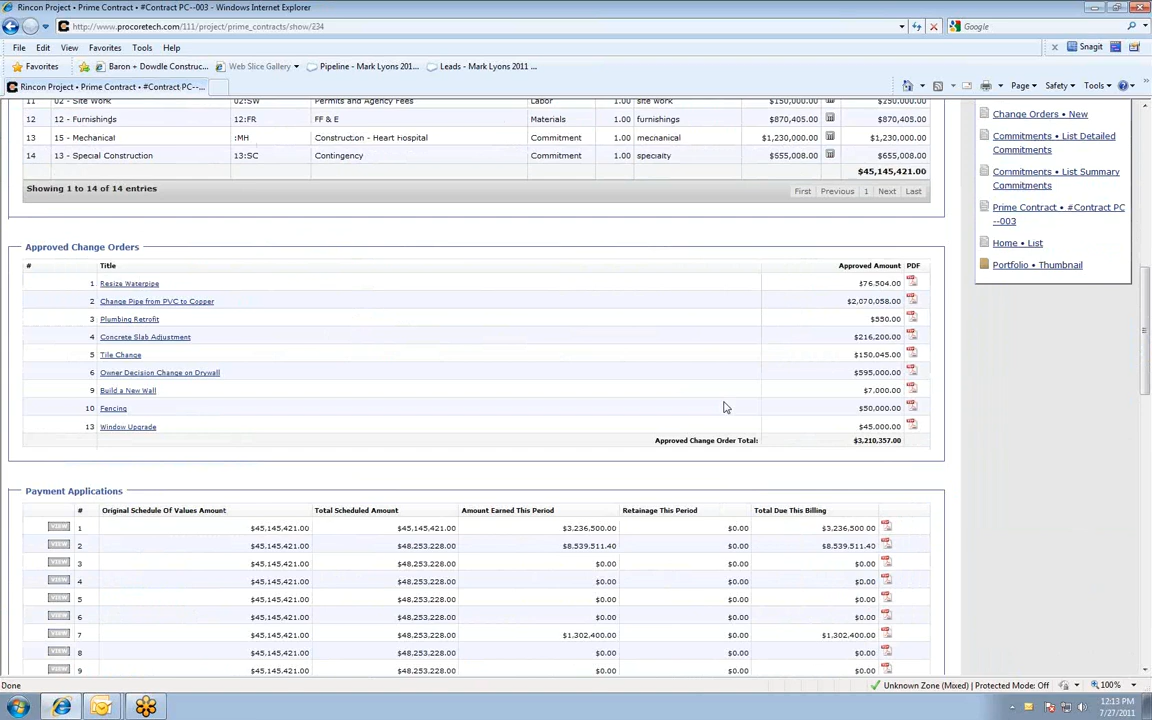 Rincon Project • Prime Contract • #Contract PC--003 - Windows Internet Explorer
http://www.procoretech.com/111/project/prime_contracts/show/234
Google
File Edit View Favorites Tools Help
Snagit
Favorites Baron + Dowdle Construc... Web Slice Gallery Pipeline - Mark Lyons 201... Leads - Mark Lyons 2011 ...
Rincon Project • Prime Contract • #Contract PC--...
Page Safety Tools
11 02 - Site Work 02:SW Permits and Agency Fees Labor 1.00 site work $150,000.00 $250,000.00
12 12 - Furnishings 12:FR FF & E Materials 1.00 furnishings $870,405.00 $870,405.00
13 15 - Mechanical :MH Construction - Heart hospital Commitment 1.00 mechanical $1,230,000.00 $1,230,000.00
14 13 - Special Construction 13:SC Contingency Commitment 1.00 specialty $655,008.00 $655,008.00
$45,145,421.00
Showing 1 to 14 of 14 entries First Previous 1 Next Last
Change Orders • New
Commitments • List Detailed
Commitments
Commitments • List Summary
Commitments
Prime Contract • #Contract PC
--003
Home • List
Portfolio • Thumbnail
Approved Change Orders
# Title Approved Amount PDF
1 Resize Waterpipe $76,504.00
2 Change Pipe from PVC to Copper $2,070,058.00
3 Plumbing Retrofit $550.00
4 Concrete Slab Adjustment $216,200.00
5 Tile Change $150,045.00
6 Owner Decision Change on Drywall $595,000.00
9 Build a New Wall $7,000.00
10 Fencing $50,000.00
13 Window Upgrade $45,000.00
Approved Change Order Total: $3,210,357.00
Payment Applications
# Original Schedule Of Values Amount Total Scheduled Amount Amount Earned This Period Retainage This Period Total Due This Billing
VIEW 1 $45,145,421.00 $45,145,421.00 $3,236,500.00 $0.00 $3,236,500.00
VIEW 2 $45,145,421.00 $48,253,228.00 $8,539,511.40 $0.00 $8,539,511.40
VIEW 3 $45,145,421.00 $48,253,228.00 $0.00 $0.00 $0.00
VIEW 4 $45,145,421.00 $48,253,228.00 $0.00 $0.00 $0.00
VIEW 5 $45,145,421.00 $48,253,228.00 $0.00 $0.00 $0.00
VIEW 6 $45,145,421.00 $48,253,228.00 $0.00 $0.00 $0.00
VIEW 7 $45,145,421.00 $48,253,228.00 $1,302,400.00 $0.00 $1,302,400.00
VIEW 8 $45,145,421.00 $48,253,228.00 $0.00 $0.00 $0.00
VIEW 9 $45,145,421.00 $48,253,228.00 $0.00 $0.00 $0.00
Done Unknown Zone (Mixed) | Protected Mode: Off 100%
12:13 PM
7/27/2011